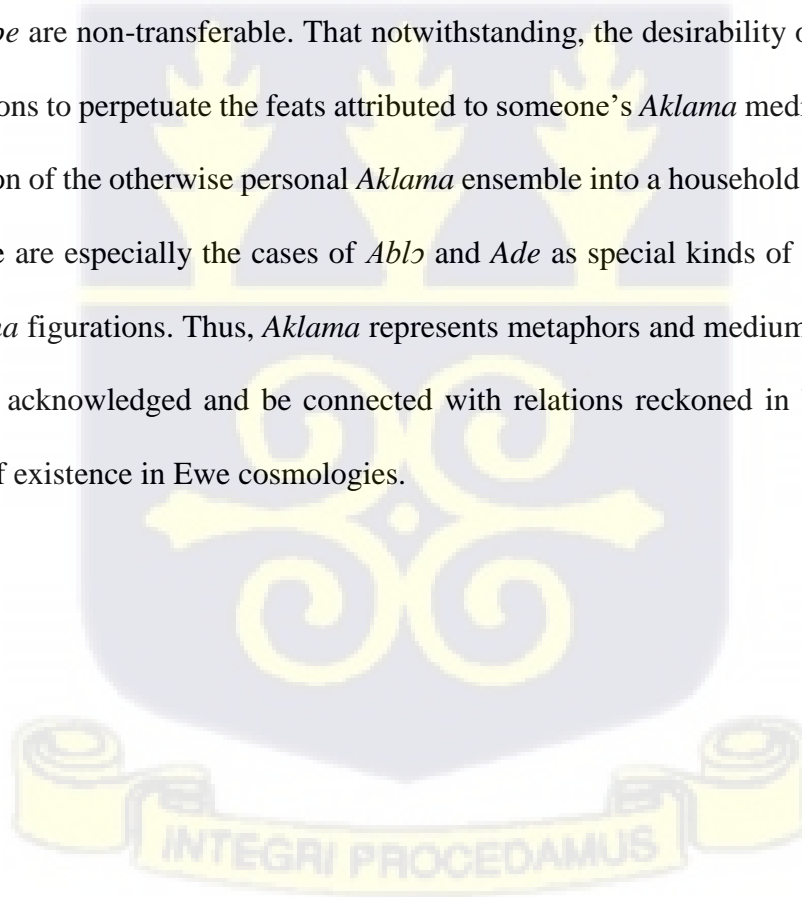 pe are non-transferable. That notwithstanding, the desirability o
ons to perpetuate the feats attributed to someone's Aklama medi
on of the otherwise personal Aklama ensemble into a household
e are especially the cases of Ablɔ and Ade as special kinds of
na figurations. Thus, Aklama represents metaphors and medium
acknowledged and be connected with relations reckoned in
f existence in Ewe cosmologies.
INTEGRI PROCEDAMUS